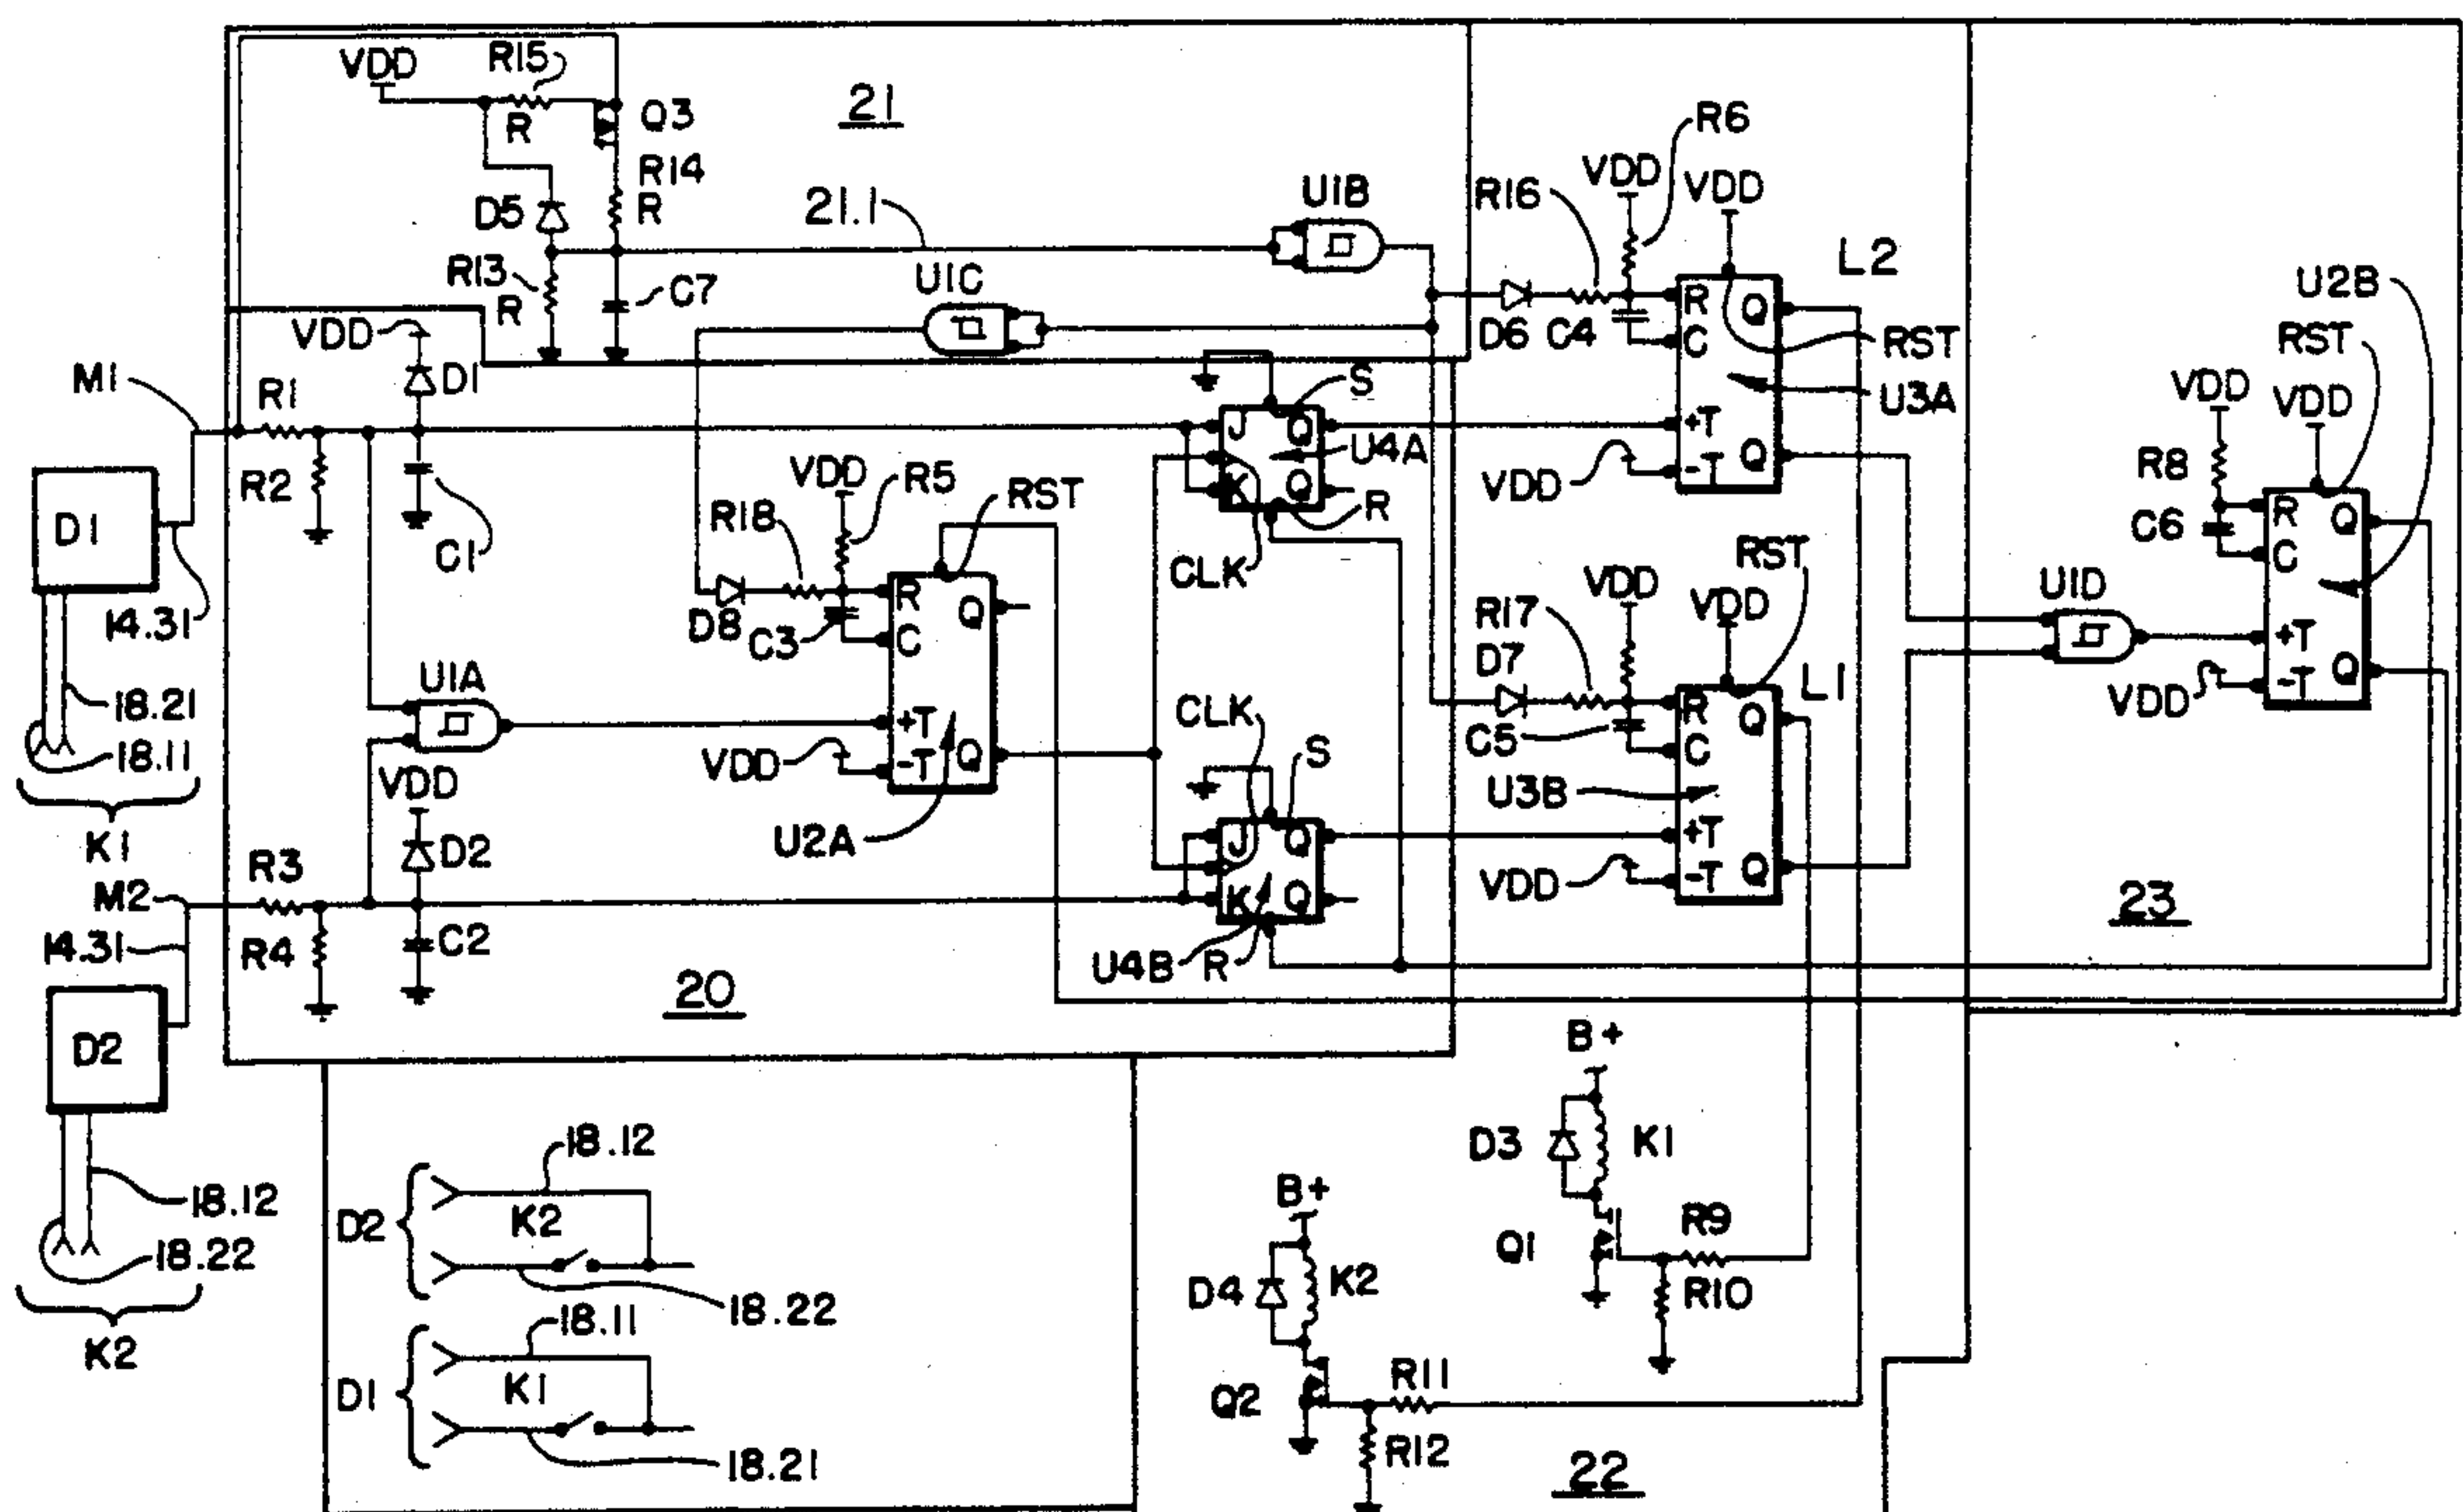 VDD
R15
R
Q3
21
R14
R
D5
21.1
U1B
R13
R
C7
U1C
R16
R6
VDD
VDD
L2
D6
C4
R
C
Q
RST
U3A
+T
-T
Q
VDD
U2B
RST
VDD
VDD
R8
C6
R
C
Q
+T
-T
Q
VDD
M1
R1
VDD
D1
R2
C1
D1
14.31
18.21
18.11
K1
J
Q
S
U4A
K
Q
R
CLK
VDD
R5
RST
R18
D8
C3
R
C
Q
U1A
+T
-T
Q
VDD
U2A
VDD
D2
R3
M2
14.31
R4
C2
D2
18.12
18.22
K2
CLK
S
J
Q
K
Q
U4B
R
20
R17
D7
VDD
VDD
RST
L1
C5
R
C
Q
U3B
+T
-T
Q
VDD
U1D
23
D2
18.12
K2
18.22
D1
18.11
K1
18.21
B+
D3
K1
Q1
R9
R10
B+
D4
K2
Q2
R11
R12
22